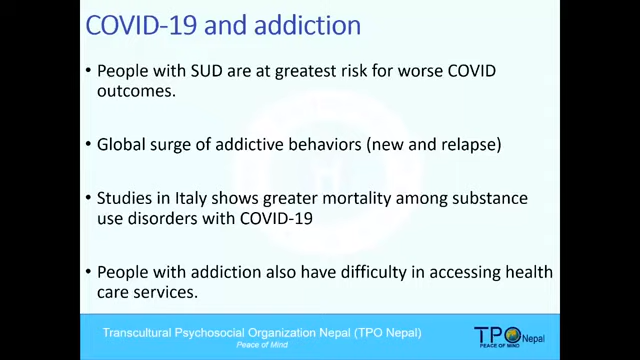 COVID-19 and addiction
• People with SUD are at greatest risk for worse COVID
outcomes.
• Global surge of addictive behaviors (new and relapse)
• Studies in Italy shows greater mortality among substance
use disorders with COVID-19
• People with addiction also have difficulty in accessing health
care services.
Transcultural Psychosocial Organization Nepal (TPO Nepal)
Peace of Mind
TPO Nepal
PEACE OF MIND